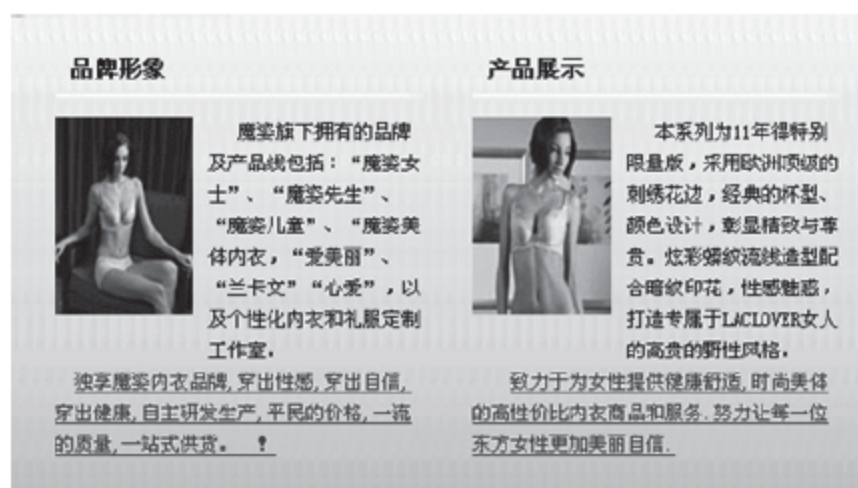 品牌形象
魔姿旗下拥有的品牌
及产品线包括：“魔姿女
士”、“魔姿先生”、
“魔姿儿童”、“魔姿美
体内衣，“爱美丽”、
“兰卡文”“心爱”，以
及个性化内衣和礼服定制
工作室.
独享魔姿内衣品牌,穿出性感,穿出自信,
穿出健康,自主研发生产,平民的价格,一流
的质量,一站式供货。 !
产品展示
本系列为11年得特别
限量版，采用欧洲顶级的
刺绣花边，经典的杯型、
颜色设计，彰显精致与尊
贵。炫彩螺纹流线造型配
合暗纹印花，性感魅惑，
打造专属于LACLOVER女人
的高贵的野性风格.
致力于为女性提供健康舒适,时尚美体
的高性价比内衣商品和服务.努力让每一位
东方女性更加美丽自信.